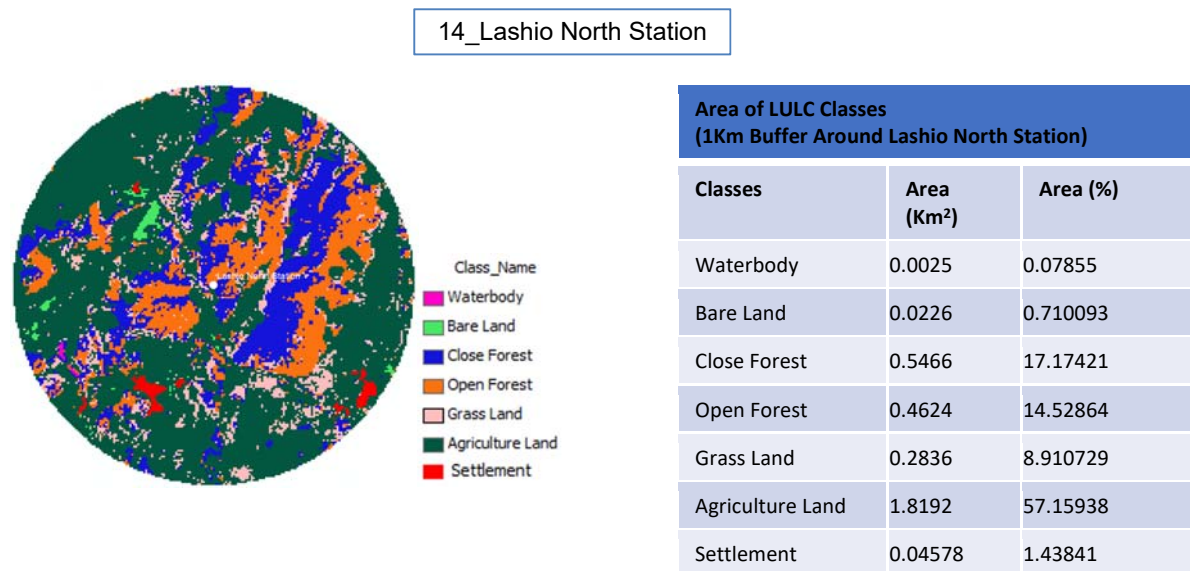 14_Lashio North Station
Lashio North Station
Class_Name
Waterbody
Bare Land
Close Forest
Open Forest
Grass Land
Agriculture Land
Settlement
Area of LULC Classes
(1Km Buffer Around Lashio North Station)
Classes Area (Km²) Area (%)
Waterbody 0.0025 0.07855
Bare Land 0.0226 0.710093
Close Forest 0.5466 17.17421
Open Forest 0.4624 14.52864
Grass Land 0.2836 8.910729
Agriculture Land 1.8192 57.15938
Settlement 0.04578 1.43841